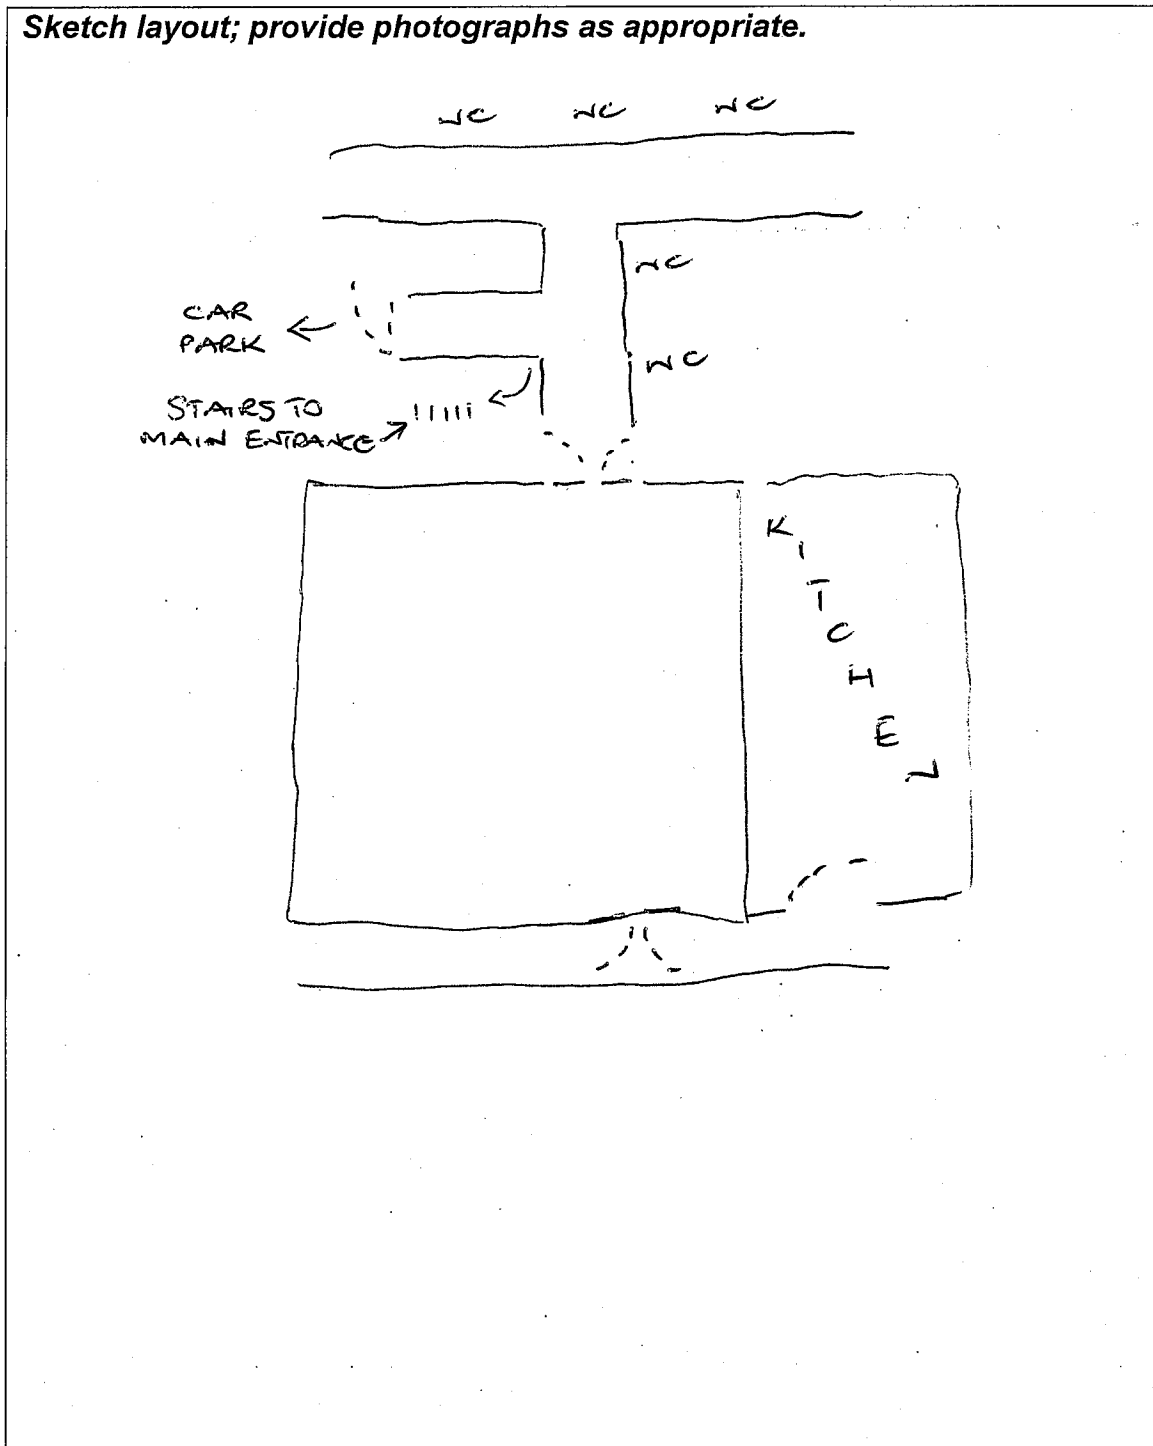 Sketch layout; provide photographs as appropriate.
WC WC WC
WC
CAR
PARK
WC
STAIRS TO
MAIN ENTRANCE
KITCHEN